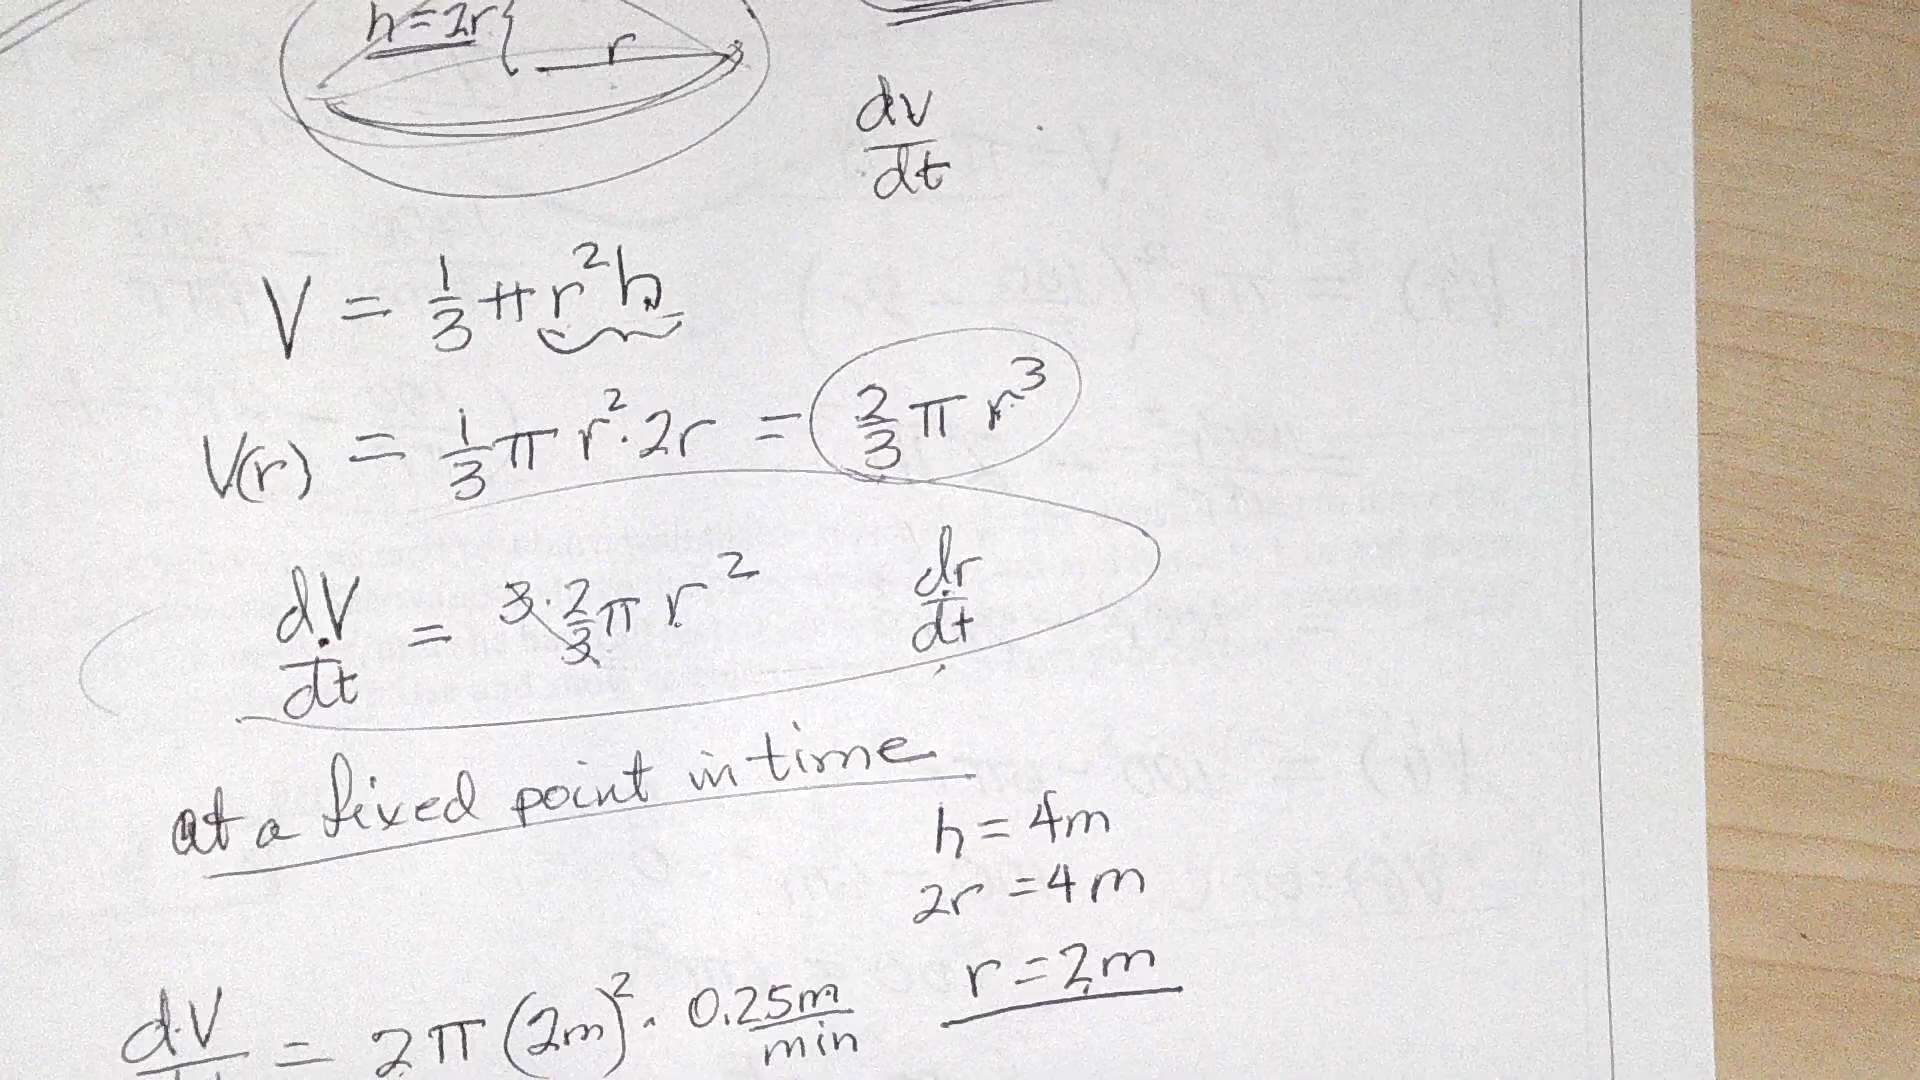 h = 2r { r
dv/dt
V = 1/3 π r²h
V(r) = 1/3 π r² · 2r = 2/3 π r³
dV/dt = 3 · 2/3 π r² dr/dt
at a fixed point in time
h = 4m
2r = 4m
r = 2m
dV = 2π (2m)² · 0.25m/min